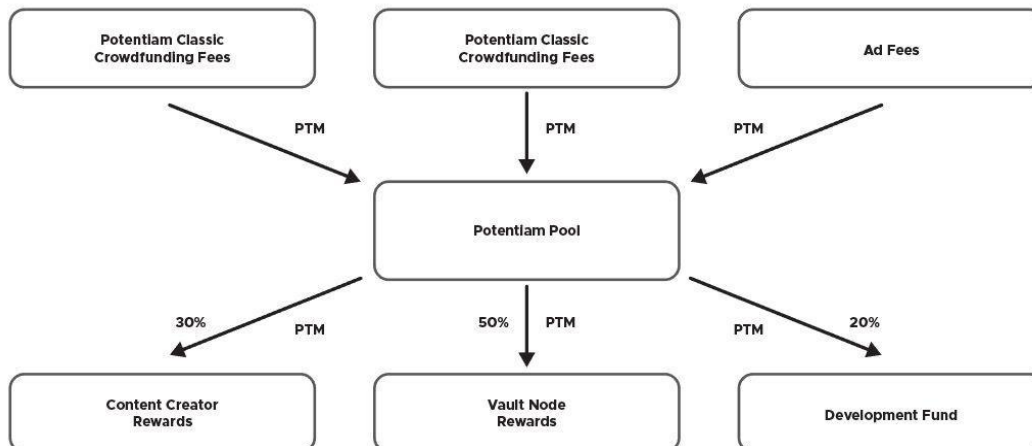 Potentiam Classic
Crowdfunding Fees
Potentiam Classic
Crowdfunding Fees
Ad Fees
PTM
PTM
PTM
Potentiam Pool
30%
PTM
50%
PTM
PTM
20%
Content Creator
Rewards
Vault Node
Rewards
Development Fund